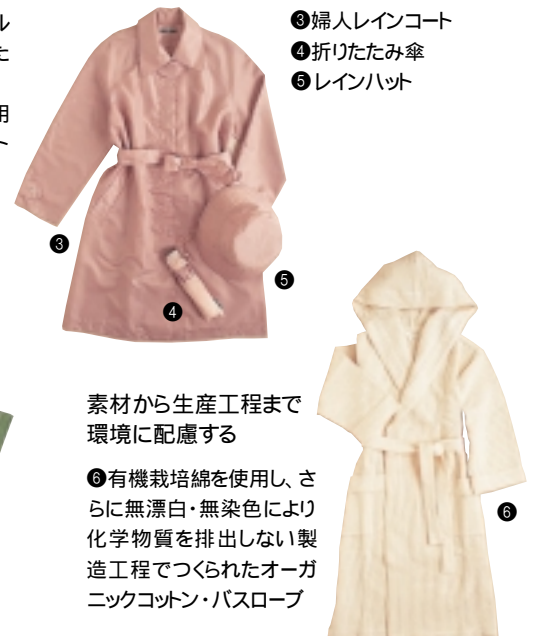 ル
た
用
ト
❸婦人レインコート
❹折りたたみ傘
❺レインハット
❸
❺
❹
素材から生産工程まで
環境に配慮する
❻有機栽培綿を使用し、さ
らに無漂白・無染色により
化学物質を排出しない製
造工程でつくられたオーガ
ニックコットン・バスローブ
❻